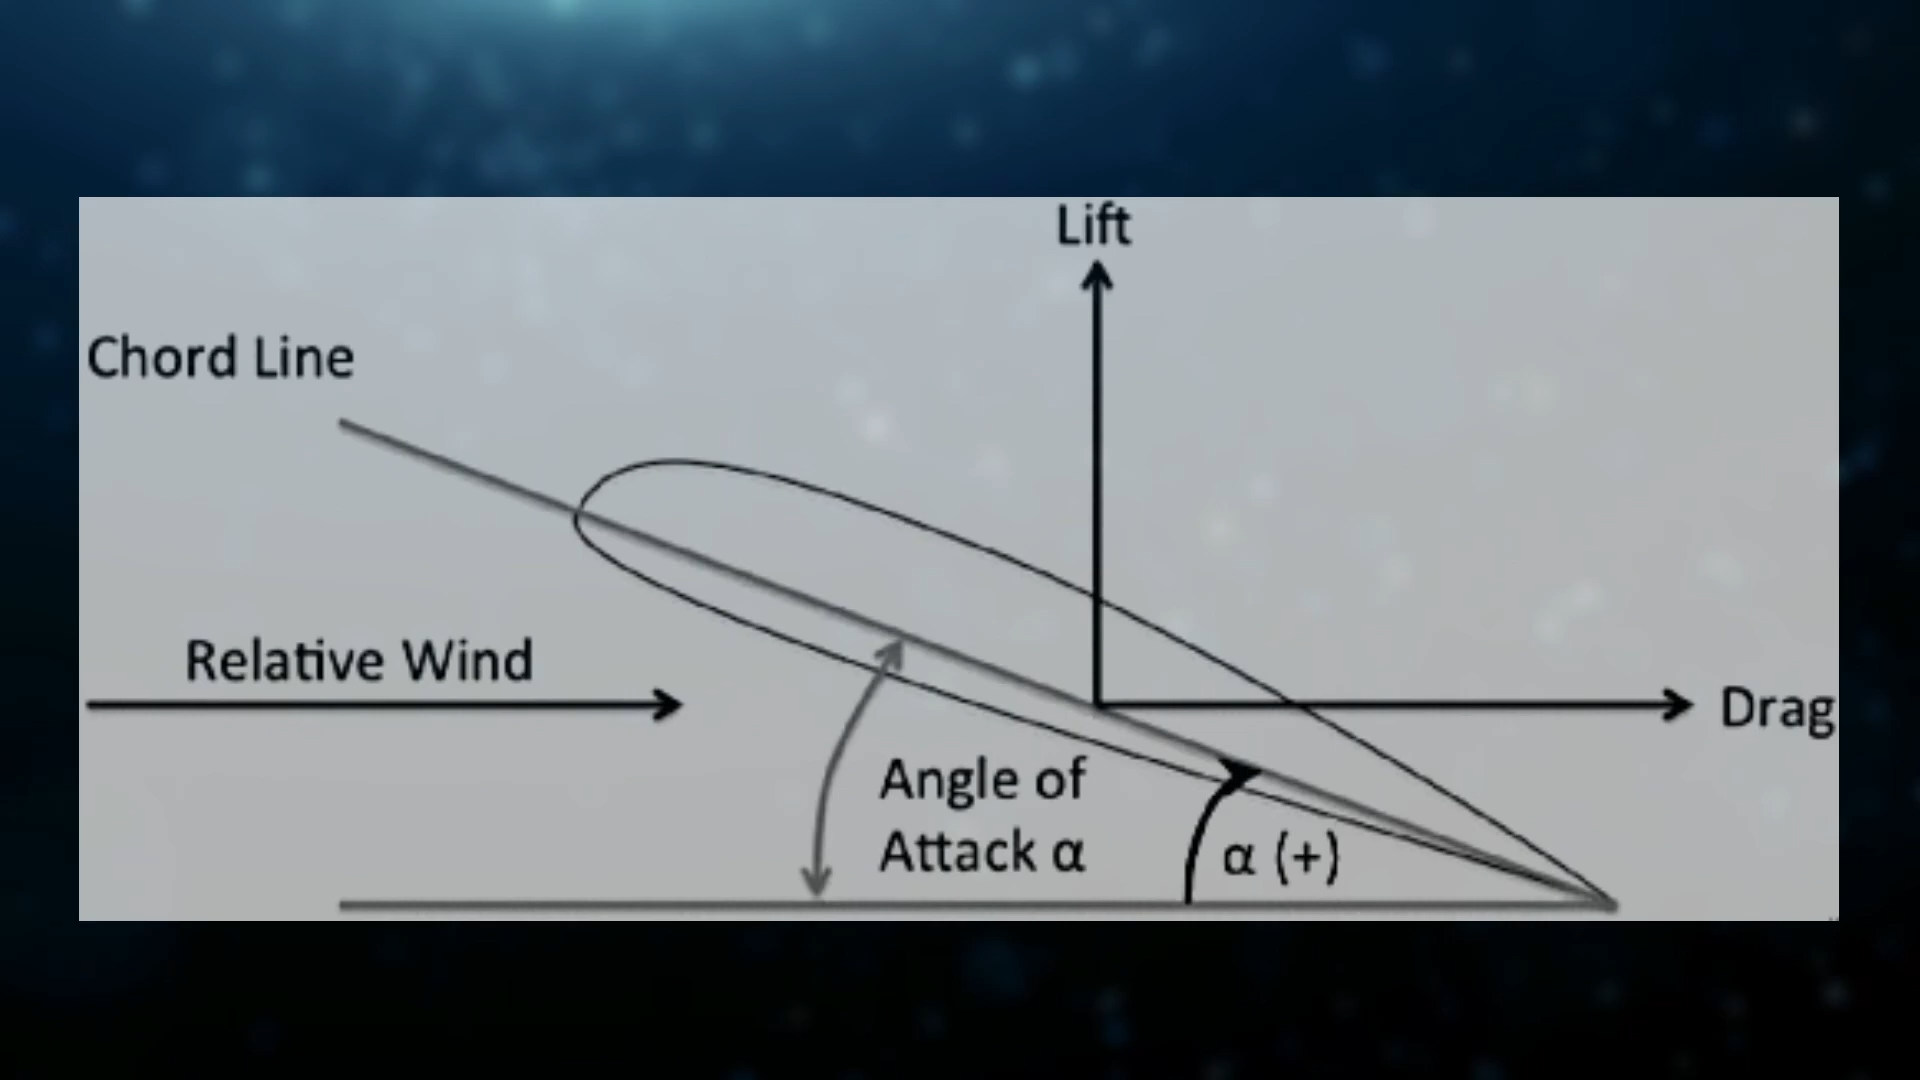 Lift
Chord Line
Relative Wind
Drag
Angle of
Attack α
α (+)